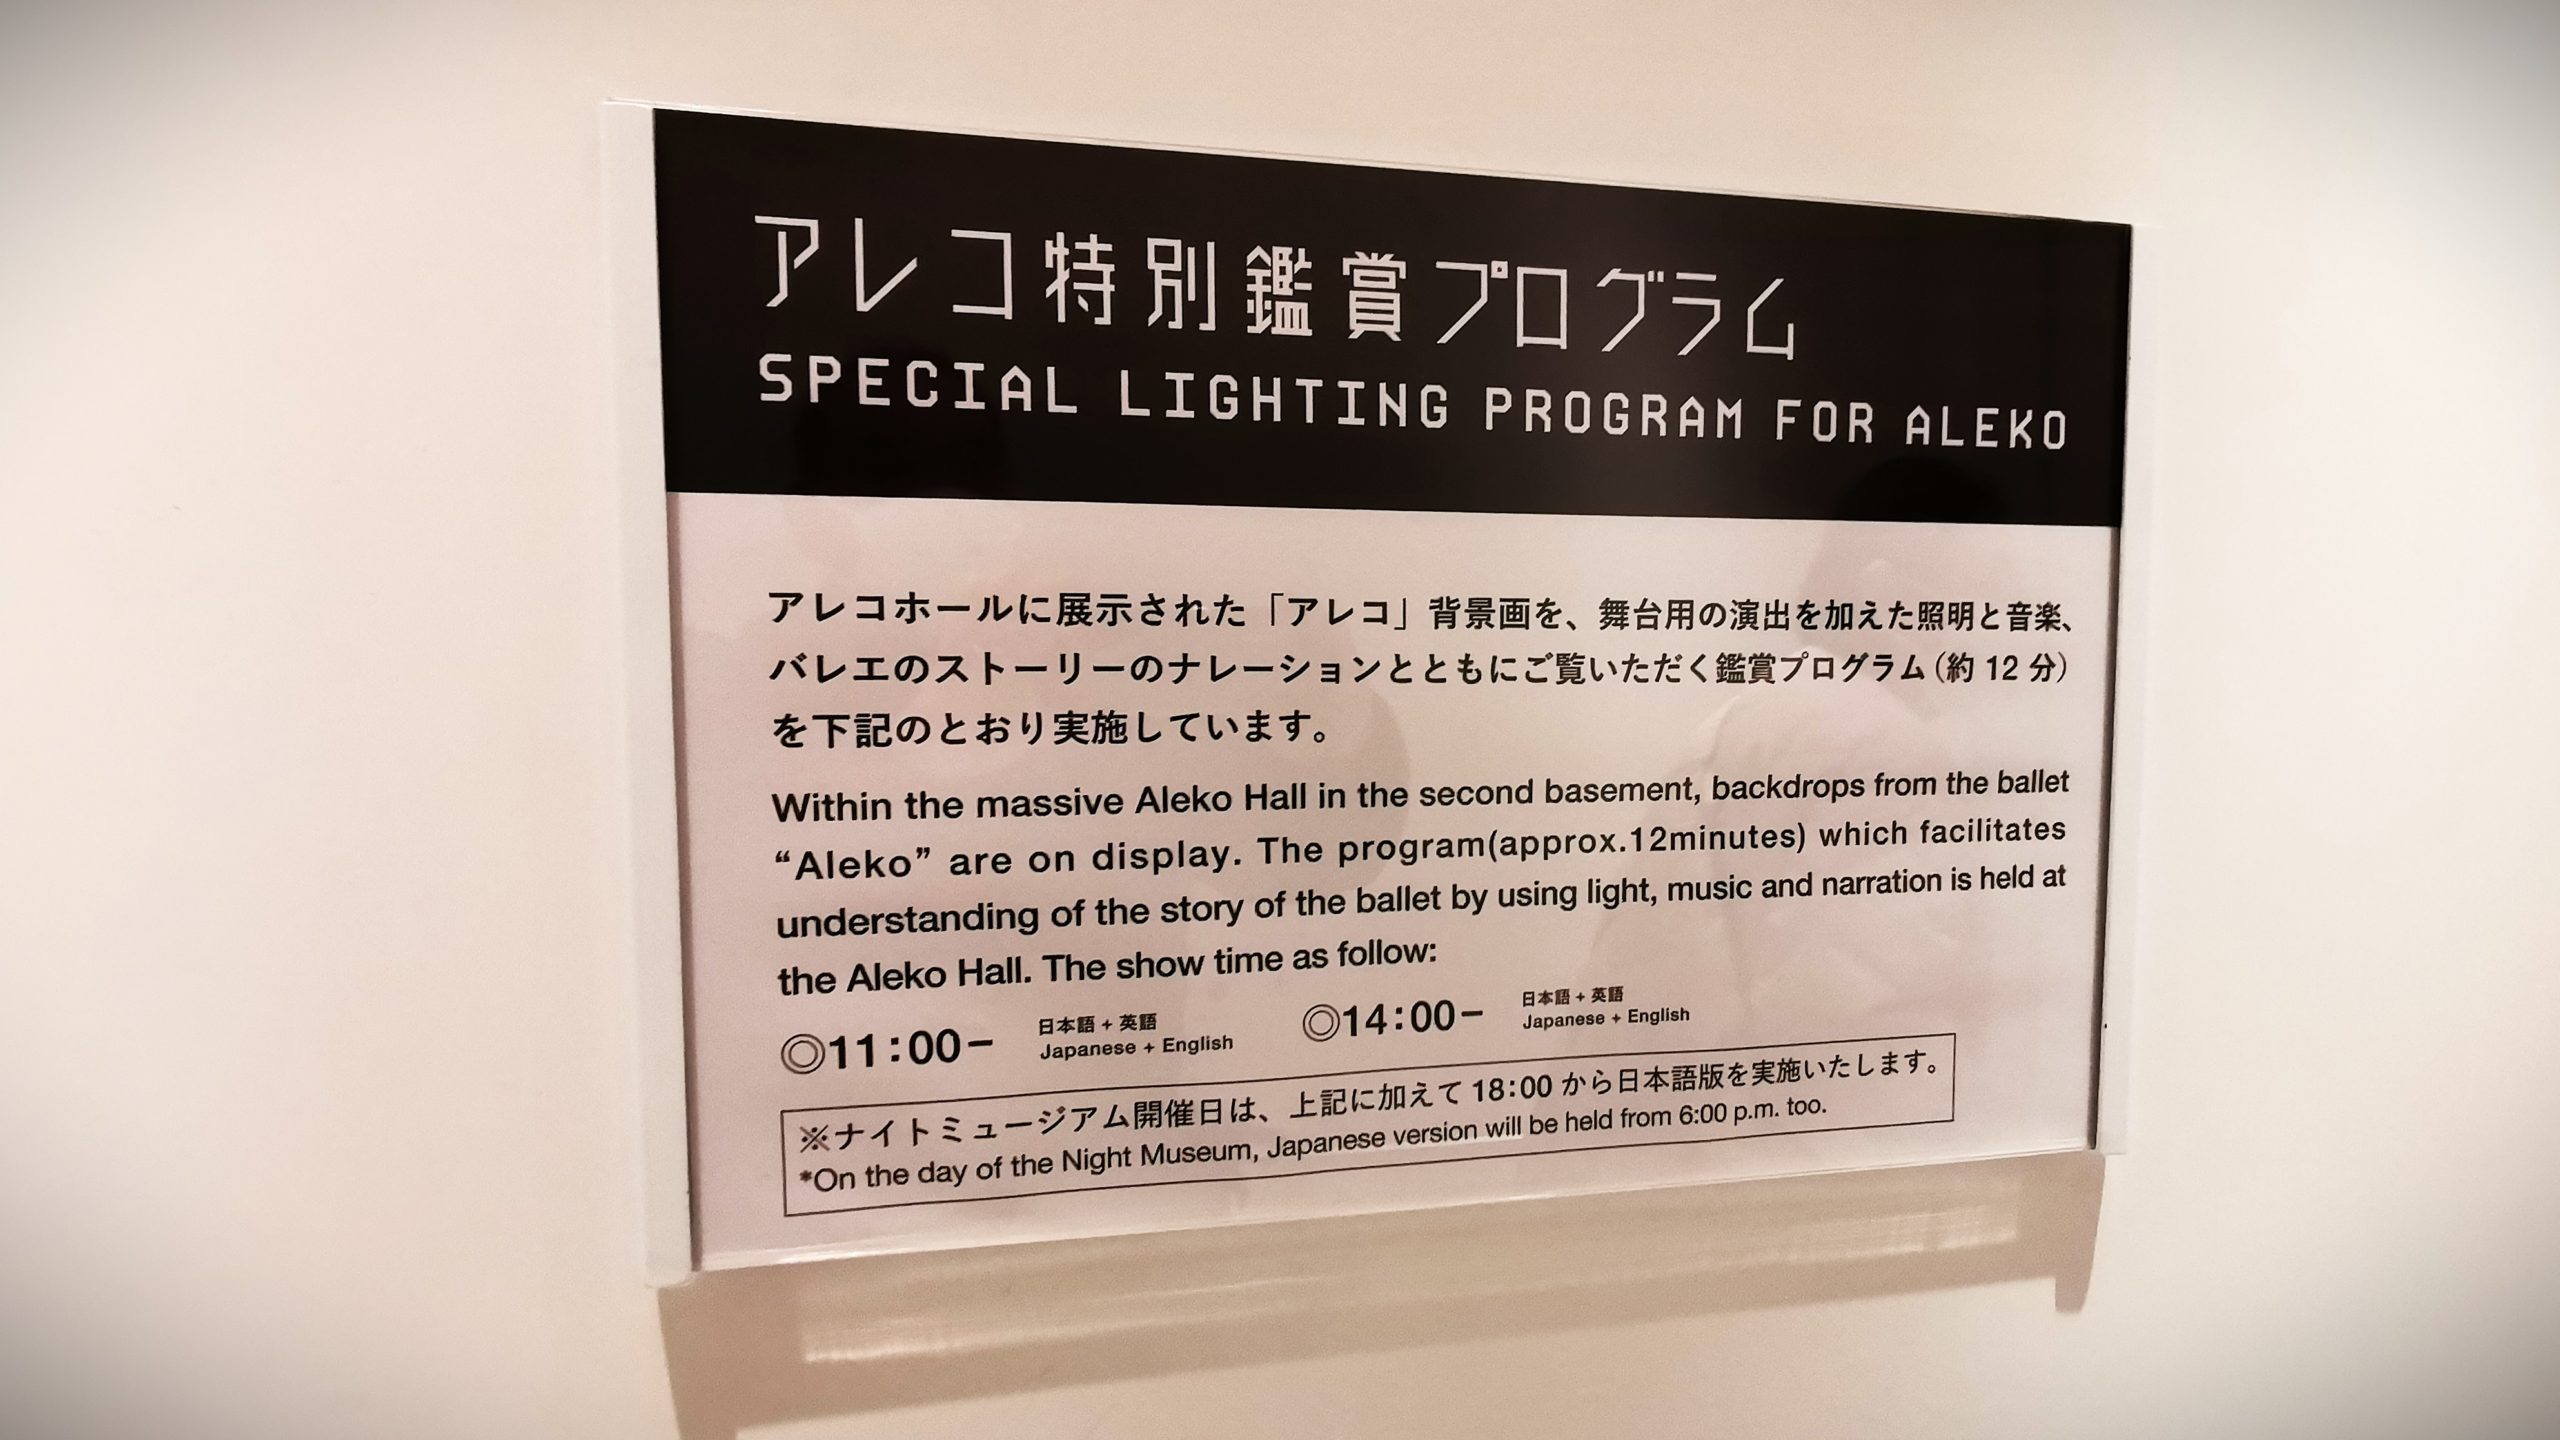 アレコ特別鑑賞プログラム
SPECIAL LIGHTING PROGRAM FOR ALEKO
アレコホールに展示された「アレコ」背景画を、舞台用の演出を加えた照明と音楽、
バレエのストーリーのナレーションとともにご覧いただく鑑賞プログラム（約 12 分）
を下記のとおり実施しています。
Within the massive Aleko Hall in the second basement, backdrops from the ballet
“Aleko” are on display. The program(approx.12minutes) which facilitates
understanding of the story of the ballet by using light, music and narration is held at
the Aleko Hall. The show time as follow:
◎11:00− 日本語 + 英語 ◎14:00− 日本語 + 英語
Japanese + English Japanese + English
※ナイトミュージアム開催日は、上記に加えて 18:00 から日本語版を実施いたします。
*On the day of the Night Museum, Japanese version will be held from 6:00 p.m. too.